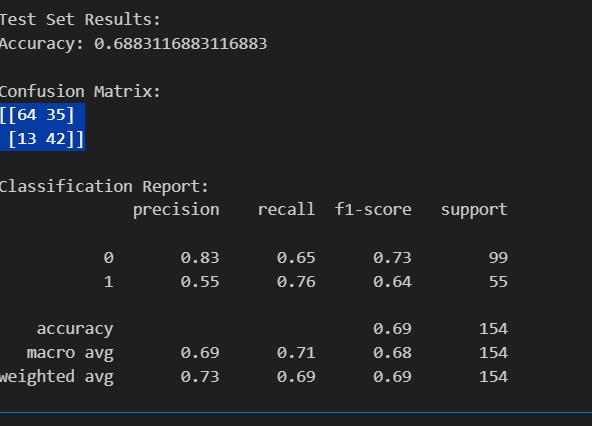 Test Set Results:
Accuracy: 0.6883116883116883
Confusion Matrix:
[[64 35]
[13 42]]
Classification Report:
precision recall f1-score support
0 0.83 0.65 0.73 99
1 0.55 0.76 0.64 55
accuracy 0.69 154
macro avg 0.69 0.71 0.68 154
weighted avg 0.73 0.69 0.69 154